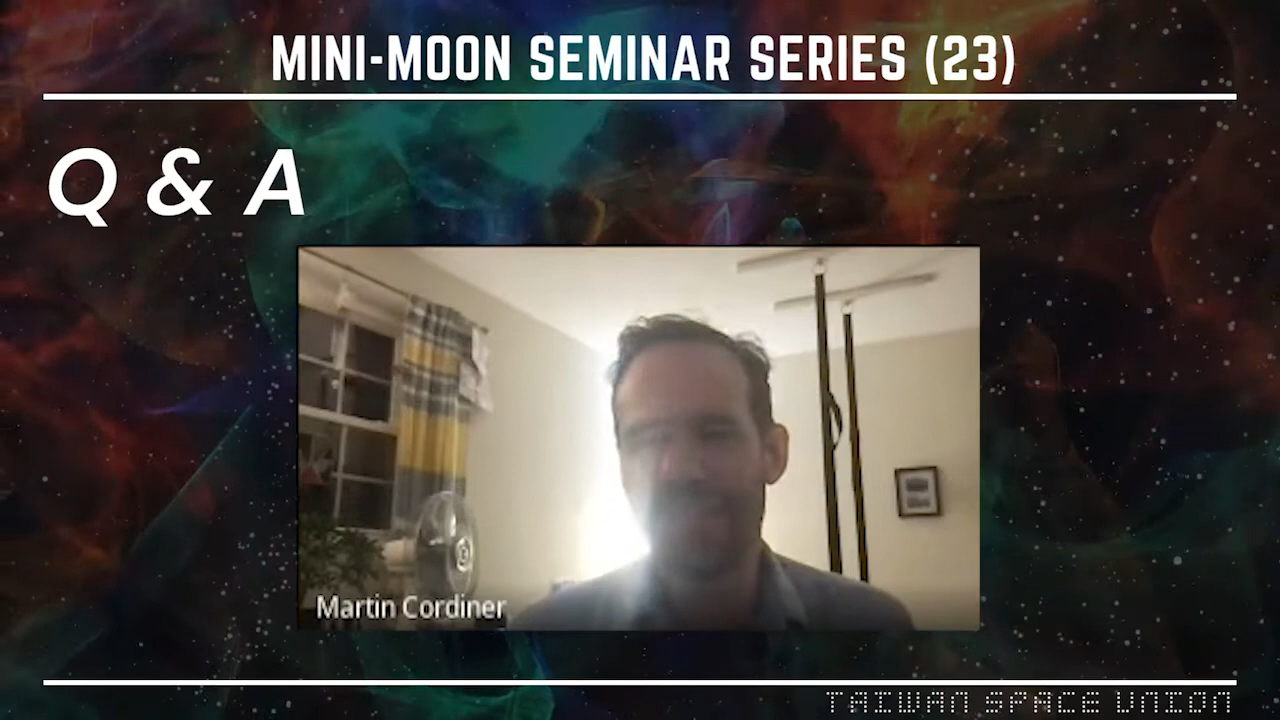 MINI-MOON SEMINAR SERIES (23)
Q & A
Martin Cordiner
TAIWAN SPACE UNION